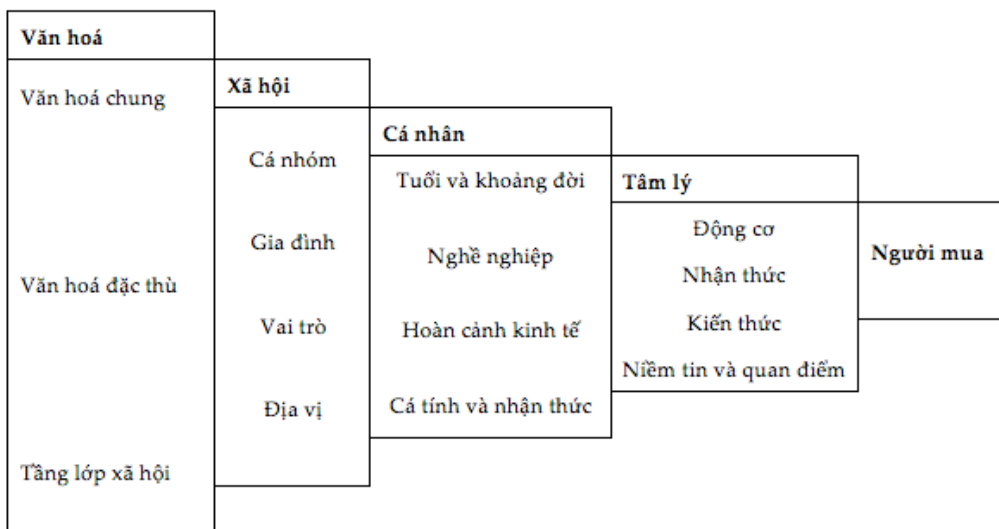 Văn hoá
Văn hoá chung
Văn hoá đặc thù
Tầng lớp xã hội
Xã hội
Cá nhóm
Gia đình
Vai trò
Địa vị
Cá nhân
Tuổi và khoảng đời
Nghề nghiệp
Hoàn cảnh kinh tế
Cá tính và nhận thức
Tâm lý
Động cơ
Nhận thức
Kiến thức
Niềm tin và quan điểm
Người mua